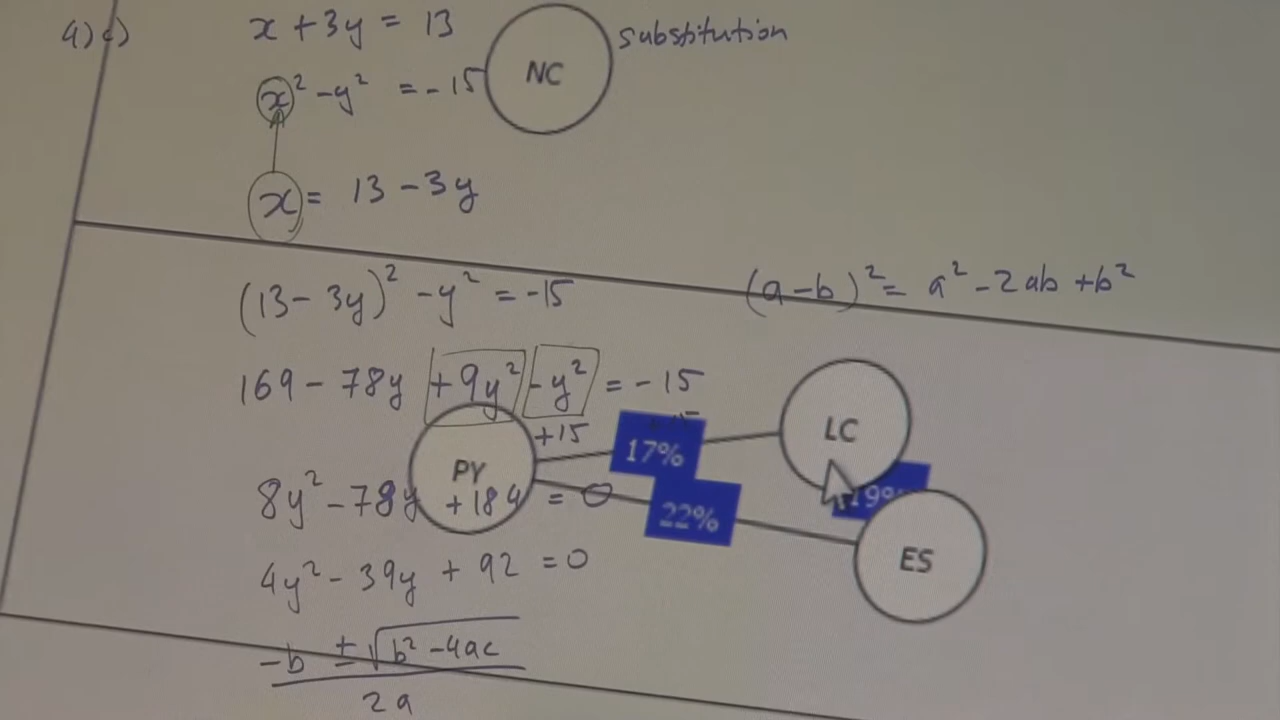 4) c) x + 3y = 13
NC substitution
x² - y² = -15
x = 13 - 3y
(13 - 3y)² - y² = -15 (a - b)² = a² - 2ab + b²
169 - 78y + 9y² - y² = -15
+15
LC
17%
PY
8y² - 78y + 184 = 0
22%
19%
ES
4y² - 39y + 92 = 0
-b ± √b² - 4ac
2a